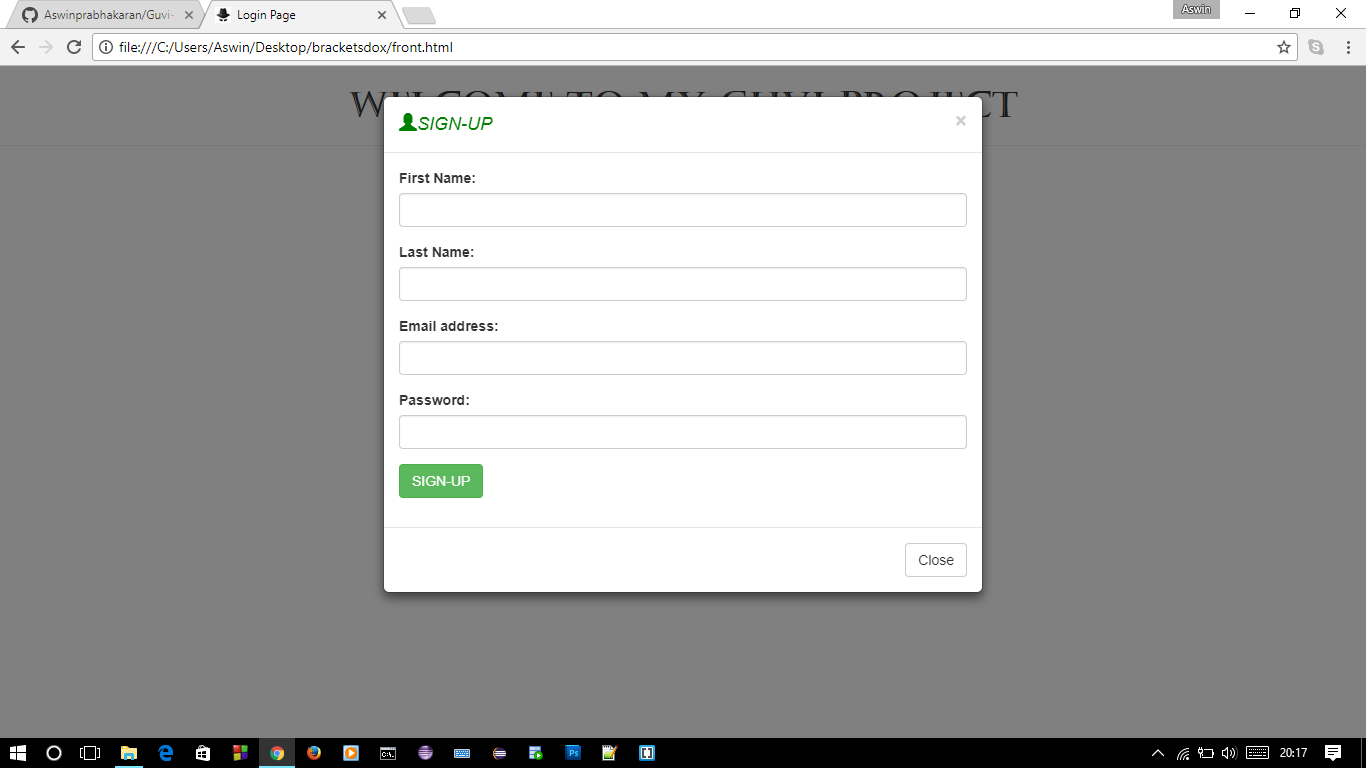 Aswinprabhakaran/Guvi-
Login Page
Aswin
file:///C:/Users/Aswin/Desktop/bracketsdox/front.html
WELCOME TO MY GUVI PROJECT
SIGN-UP
×
First Name:
Last Name:
Email address:
Password:
SIGN-UP
Close
20:17